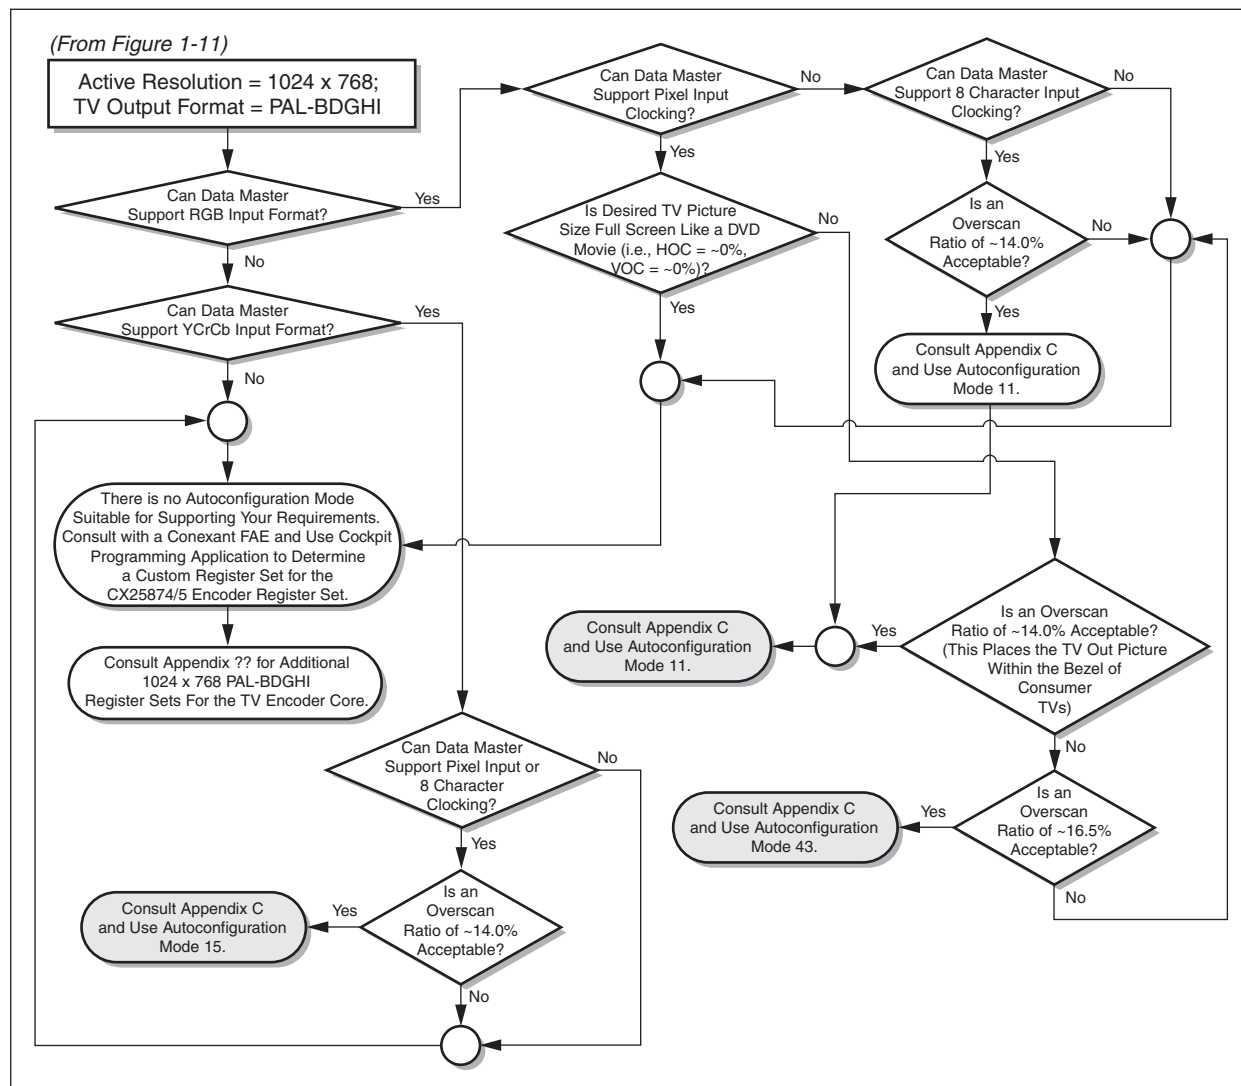 (From Figure 1-11)
Active Resolution = 1024 x 768;
TV Output Format = PAL-BDGHI
Can Data Master
Support RGB Input Format?
Yes
No
Can Data Master
Support YCrCb Input Format?
Yes
No
There is no Autoconfiguration Mode
Suitable for Supporting Your Requirements.
Consult with a Conexant FAE and Use Cockpit
Programming Application to Determine
a Custom Register Set for the
CX25874/5 Encoder Register Set.
Consult Appendix ?? for Additional
1024 x 768 PAL-BDGHI
Register Sets For the TV Encoder Core.
Can Data Master
Support Pixel Input or
8 Character
Clocking?
No
Yes
Is an
Overscan
Ratio of ~14.0%
Acceptable?
Yes
No
Consult Appendix C
and Use Autoconfiguration
Mode 15.
Can Data Master
Support Pixel Input
Clocking?
No
Yes
Is Desired TV Picture
Size Full Screen Like a DVD
Movie (i.e., HOC = ~0%,
VOC = ~0%)?
No
Yes
Can Data Master
Support 8 Character Input
Clocking?
No
Yes
Is an
Overscan
Ratio of ~14.0%
Acceptable?
No
Yes
Consult Appendix C
and Use Autoconfiguration
Mode 11.
Is an Overscan
Ratio of ~14.0% Acceptable?
(This Places the TV Out Picture
Within the Bezel of
Consumer
TVs)
Yes
No
Consult Appendix C
and Use Autoconfiguration
Mode 11.
Is an
Overscan
Ratio of ~16.5%
Acceptable?
Yes
No
Consult Appendix C
and Use Autoconfiguration
Mode 43.